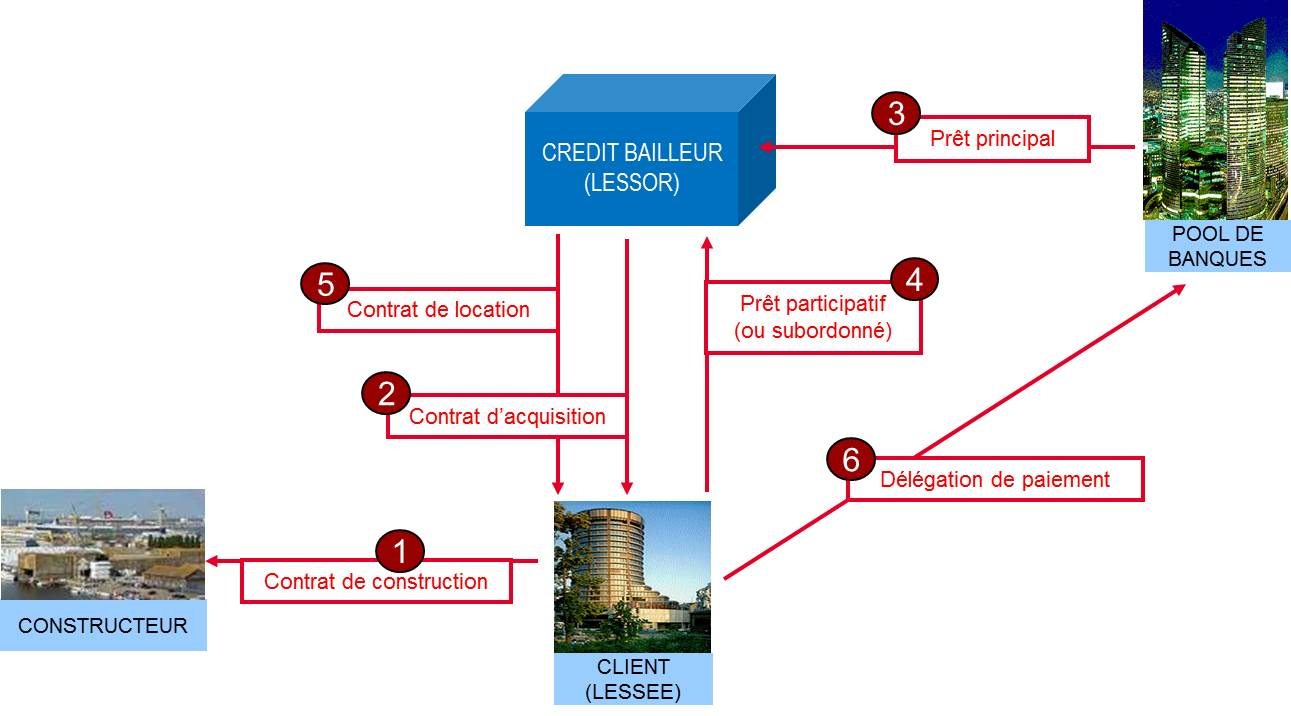 3
Prêt principal
CREDIT BAILLEUR
(LESSOR)
POOL DE
BANQUES
5
Contrat de location
4
Prêt participatif
(ou subordonné)
2
Contrat d’acquisition
6
Délégation de paiement
1
Contrat de construction
CONSTRUCTEUR
CLIENT
(LESSEE)